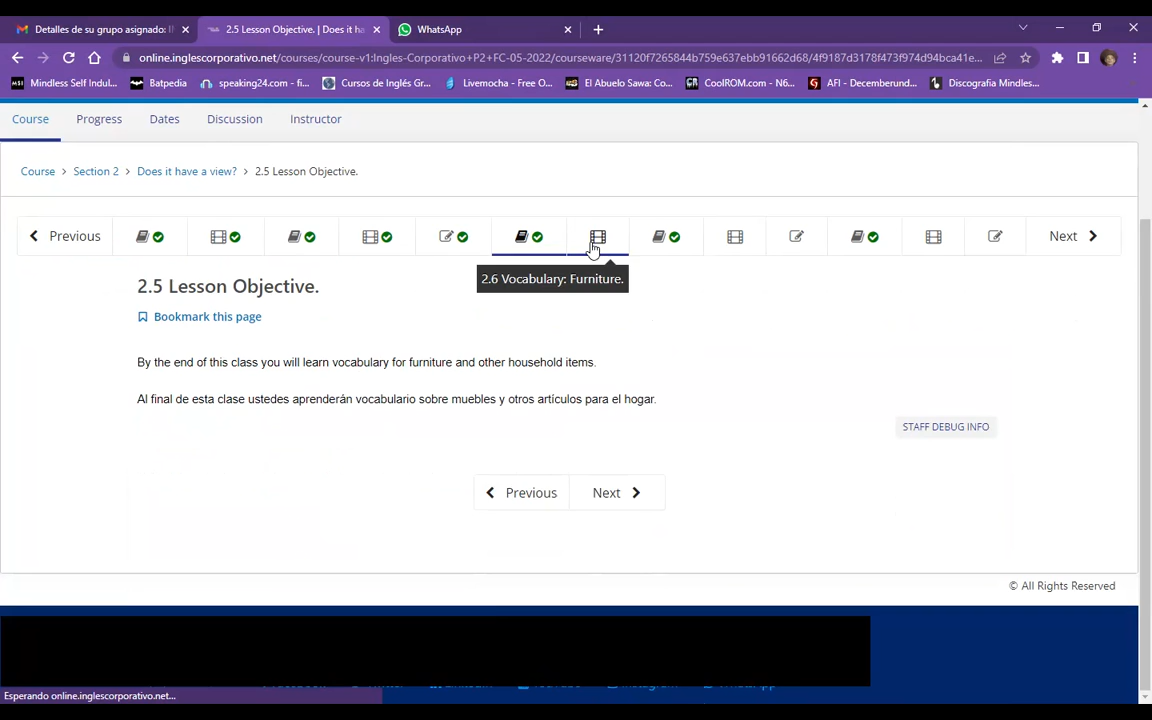 Detalles de su grupo asignado: I
2.5 Lesson Objective. | Does it ha
WhatsApp
online.inglescorporativo.net/courses/course-v1:Ingles-Corporativo+P2+FC-05-2022/courseware/31120f7265844b759e637ebb91662d68/4f9187d3178f473f974d94bca41e...
Mindless Self Indul...
Batpedia
speaking24.com - fi...
Cursos de Inglés Gr...
Livemocha - Free O...
El Abuelo Sawa: Co...
CoolROM.com - N6...
AFI - Decemberund...
Discografia Mindles...
Course
Progress
Dates
Discussion
Instructor
Course > Section 2 > Does it have a view? > 2.5 Lesson Objective.
Previous
Next
2.6 Vocabulary: Furniture.
2.5 Lesson Objective.
Bookmark this page
By the end of this class you will learn vocabulary for furniture and other household items.
Al final de esta clase ustedes aprenderán vocabulario sobre muebles y otros artículos para el hogar.
STAFF DEBUG INFO
Previous
Next
© All Rights Reserved
Esperando online.inglescorporativo.net...